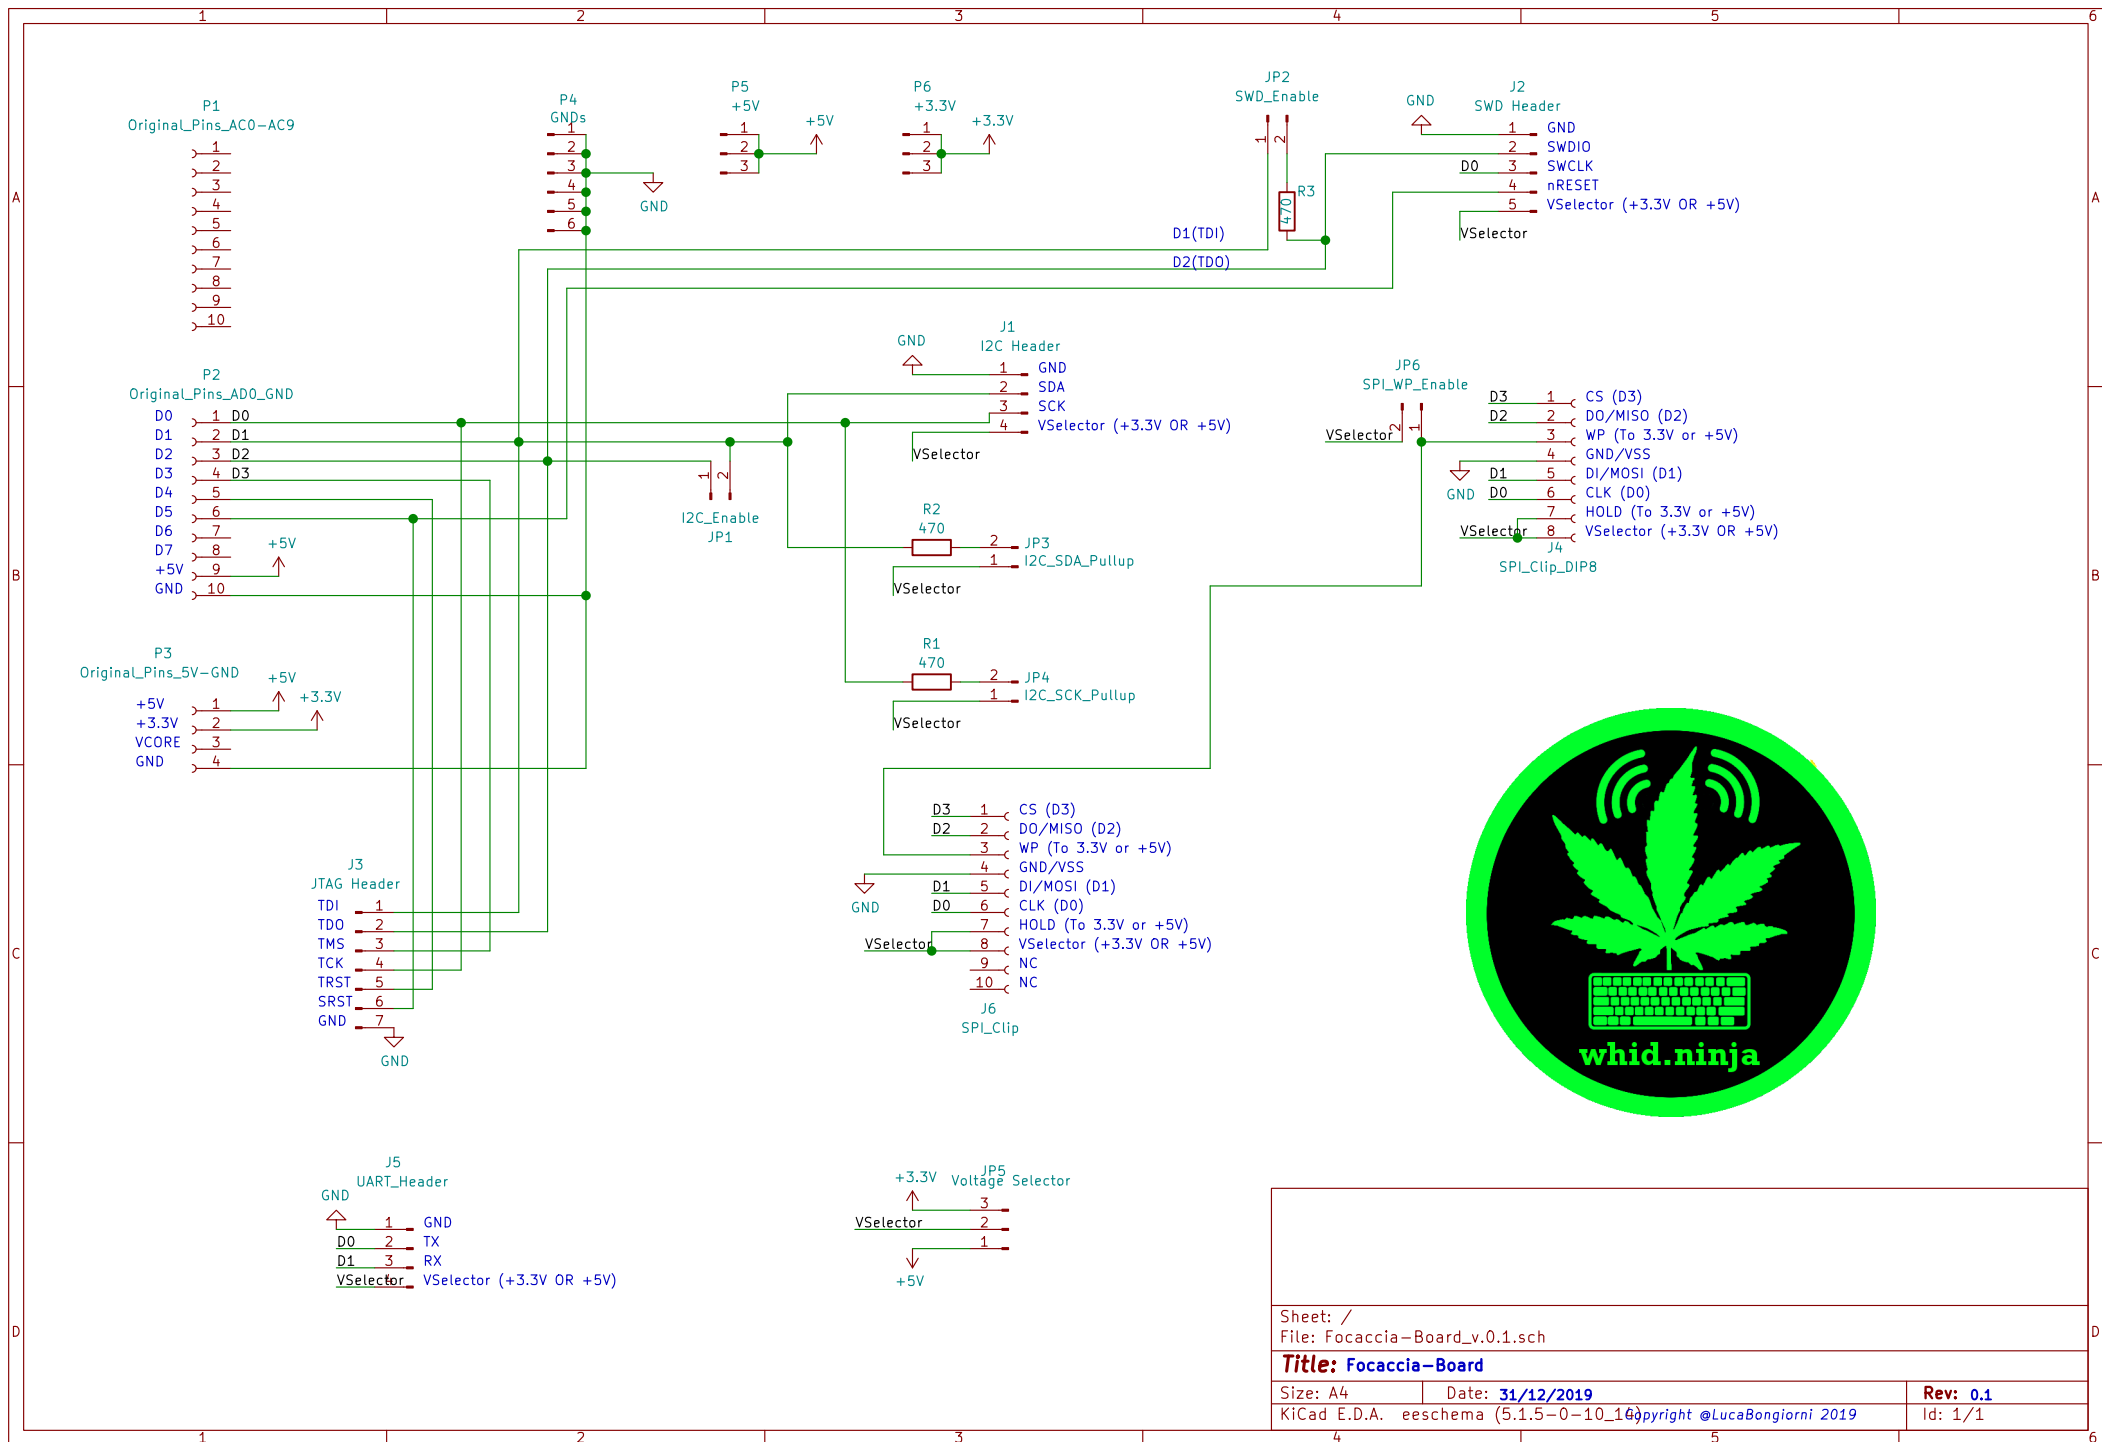 1 2 3 4 5 6
A
B
C
D
A
B
C
D
1 2 3 4 5 6
P1
Original_Pins_AC0-AC9
1
2
3
4
5
6
7
8
9
10
P4
GNDs
1
2
3
4
5
6
GND
P5
+5V
1
2
3
+5V
P6
+3.3V
1
2
3
+3.3V
JP2
SWD_Enable
1
2
R3
470
D1(TDI)
D2(TDO)
J2
SWD Header
GND
1 GND
2 SWDIO
D0 3 SWCLK
4 nRESET
5 VSelector (+3.3V OR +5V)
VSelector
P2
Original_Pins_AD0_GND
D0 1 D0
D1 2 D1
D2 3 D2
D3 4 D3
D4 5
D5 6
D6 7
D7 8
+5V 9
GND 10
+5V
J1
I2C Header
GND
1 GND
2 SDA
3 SCK
4 VSelector (+3.3V OR +5V)
VSelector
1
2
I2C_Enable
JP1
R2
470
2 JP3
1 I2C_SDA_Pullup
VSelector
R1
470
2 JP4
1 I2C_SCK_Pullup
VSelector
JP6
SPI_WP_Enable
2
1
VSelector
D3 1 CS (D3)
D2 2 DO/MISO (D2)
3 WP (To 3.3V or +5V)
4 GND/VSS
D1 5 DI/MOSI (D1)
GND
D0 6 CLK (D0)
7 HOLD (To 3.3V or +5V)
VSelector 8 VSelector (+3.3V OR +5V)
J4
SPI_Clip_DIP8
P3
Original_Pins_5V-GND
+5V 1
+3.3V 2
VCORE 3
GND 4
+5V
+3.3V
J3
JTAG Header
TDI 1
TDO 2
TMS 3
TCK 4
TRST 5
SRST 6
GND 7
GND
D3 1 CS (D3)
D2 2 DO/MISO (D2)
3 WP (To 3.3V or +5V)
4 GND/VSS
D1 5 DI/MOSI (D1)
GND
D0 6 CLK (D0)
7 HOLD (To 3.3V or +5V)
VSelector 8 VSelector (+3.3V OR +5V)
9 NC
10 NC
J6
SPI_Clip
whid.ninja
J5
UART_Header
GND
1 GND
D0 2 TX
D1 3 RX
VSelector 4 VSelector (+3.3V OR +5V)
JP5
Voltage Selector
+3.3V
3
VSelector 2
1
+5V
Sheet: /
File: Focaccia-Board_v.0.1.sch
Title: Focaccia-Board
Size: A4 Date: 31/12/2019 Rev: 0.1
KiCad E.D.A. eeschema (5.1.5-0-10_14) Copyright @LucaBongiorni 2019 Id: 1/1